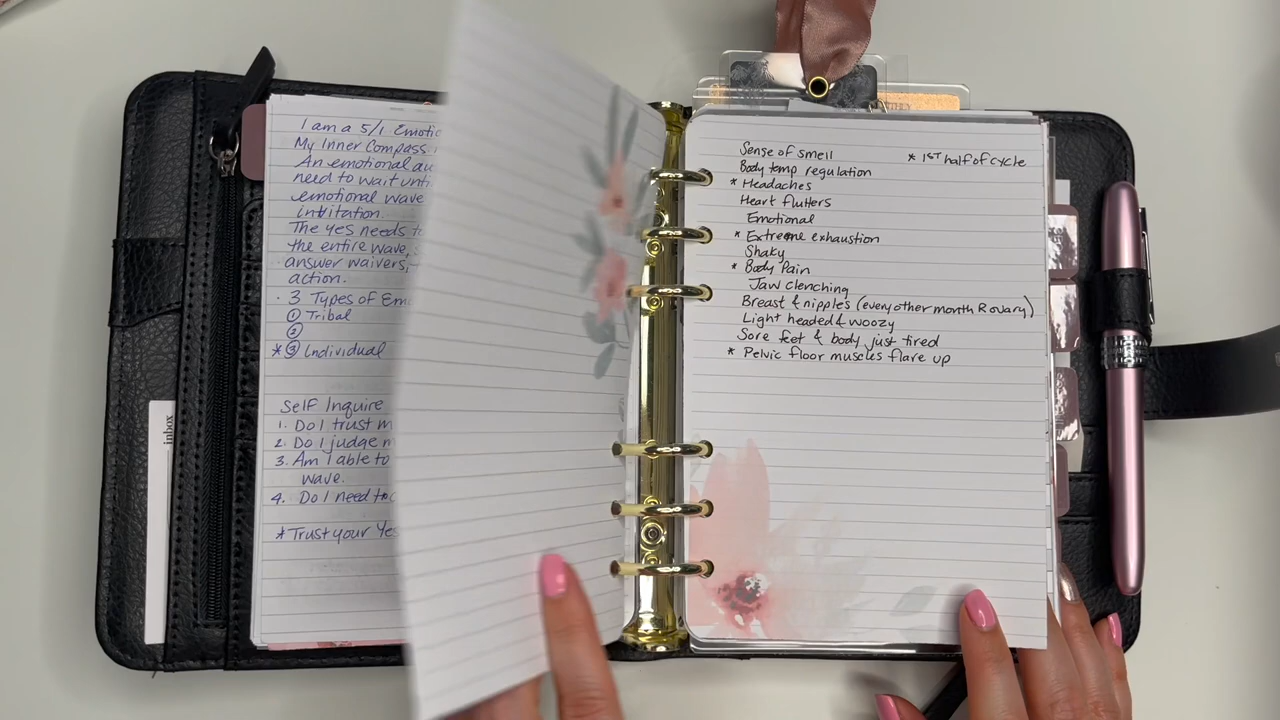 I am a 5/1
My Inner Compass
An emotional
need to wait
emotional wave
invitation.
The yes needs
the entire wave,
answer waivers,
action.
3 Types of
① Tribal
②
* ③ Individual
Self Inquire
1. Do I trust
2. Do I judge
3. Am I able to
wave.
4. Do I need to
* Trust your Yes
inbox
Sense of smell
* 1st half of cycle
Body temp regulation
* Headaches
Heart flutters
Emotional
* Extreme exhaustion
Shaky
* Body Pain
Jaw clenching
Breast & nipples (every other month R ovary)
Light headed & woozy
Sore feet & body just tired
* Pelvic floor muscles flare up